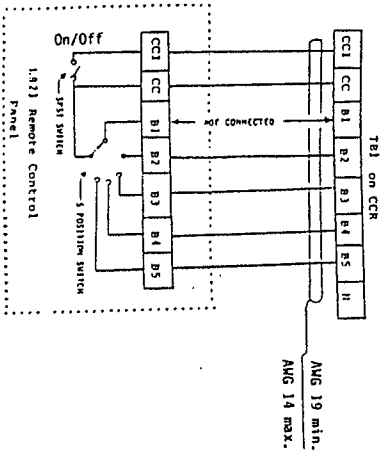 On/Off
* SPST SWITCH
* 5 POSITION SWITCH
L821 Remote Control
Panel
CC1
CC
B1
B2
B3
B4
B5
NOT CONNECTED
TB1 on CCR
CC1
CC
B1
B2
B3
B4
B5
N
AWG 19 min.
AWG 14 max.